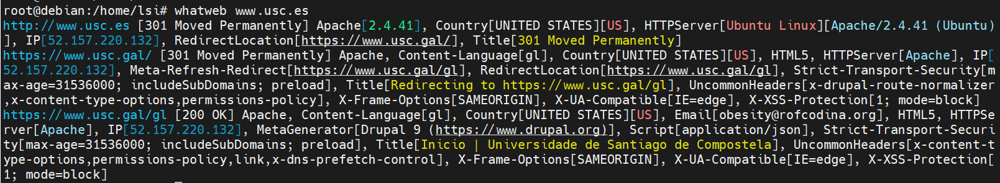 root@debian:/home/lsi# whatweb www.usc.es
http://www.usc.es [301 Moved Permanently] Apache[2.4.41], Country[UNITED STATES][US], HTTPServer[Ubuntu Linux][Apache/2.4.41 (Ubuntu)
], IP[52.157.220.132], RedirectLocation[https://www.usc.gal/], Title[301 Moved Permanently]
https://www.usc.gal/ [301 Moved Permanently] Apache, Content-Language[gl], Country[UNITED STATES][US], HTML5, HTTPServer[Apache], IP[
52.157.220.132], Meta-Refresh-Redirect[https://www.usc.gal/gl], RedirectLocation[https://www.usc.gal/gl], Strict-Transport-Security[m
ax-age=31536000; includeSubDomains; preload], Title[Redirecting to https://www.usc.gal/gl], UncommonHeaders[x-drupal-route-normalizer
,x-content-type-options,permissions-policy], X-Frame-Options[SAMEORIGIN], X-UA-Compatible[IE=edge], X-XSS-Protection[1; mode=block]
https://www.usc.gal/gl [200 OK] Apache, Content-Language[gl], Country[UNITED STATES][US], Email[obesity@rofcodina.org], HTML5, HTTPSe
rver[Apache], IP[52.157.220.132], MetaGenerator[Drupal 9 (https://www.drupal.org)], Script[application/json], Strict-Transport-Securi
ty[max-age=31536000; includeSubDomains; preload], Title[Inicio | Universidade de Santiago de Compostela], UncommonHeaders[x-content-t
ype-options,permissions-policy,link,x-dns-prefetch-control], X-Frame-Options[SAMEORIGIN], X-UA-Compatible[IE=edge], X-XSS-Protection[
1; mode=block]